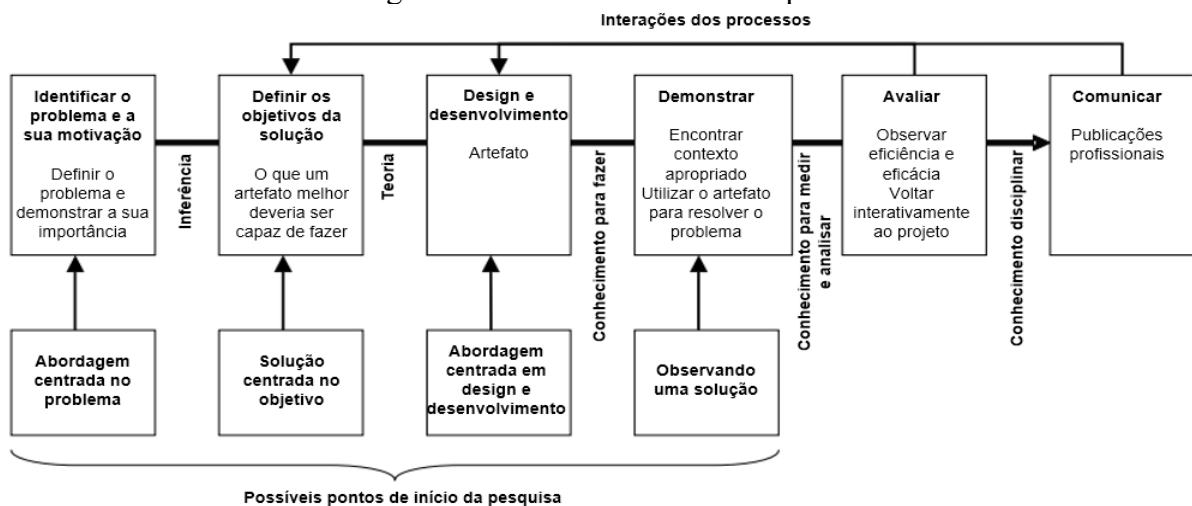 Interações dos processos
Identificar o
problema e a
sua motivação
Definir o
problema e
demonstrar a sua
importância
Inferência
Definir os
objetivos da
solução
O que um
artefato melhor
deveria ser
capaz de fazer
Teoria
Design e
desenvolvimento
Artefato
Conhecimento para fazer
Demonstrar
Encontrar
contexto
apropriado
Utilizar o artefato
para resolver o
problema
Conhecimento para medir
e analisar
Avaliar
Observar
eficiência e
eficácia
Voltar
interativamente
ao projeto
Conhecimento disciplinar
Comunicar
Publicações
profissionais
Abordagem
centrada no
problema
Solução
centrada no
objetivo
Abordagem
centrada em
design e
desenvolvimento
Observando
uma solução
Possíveis pontos de início da pesquisa